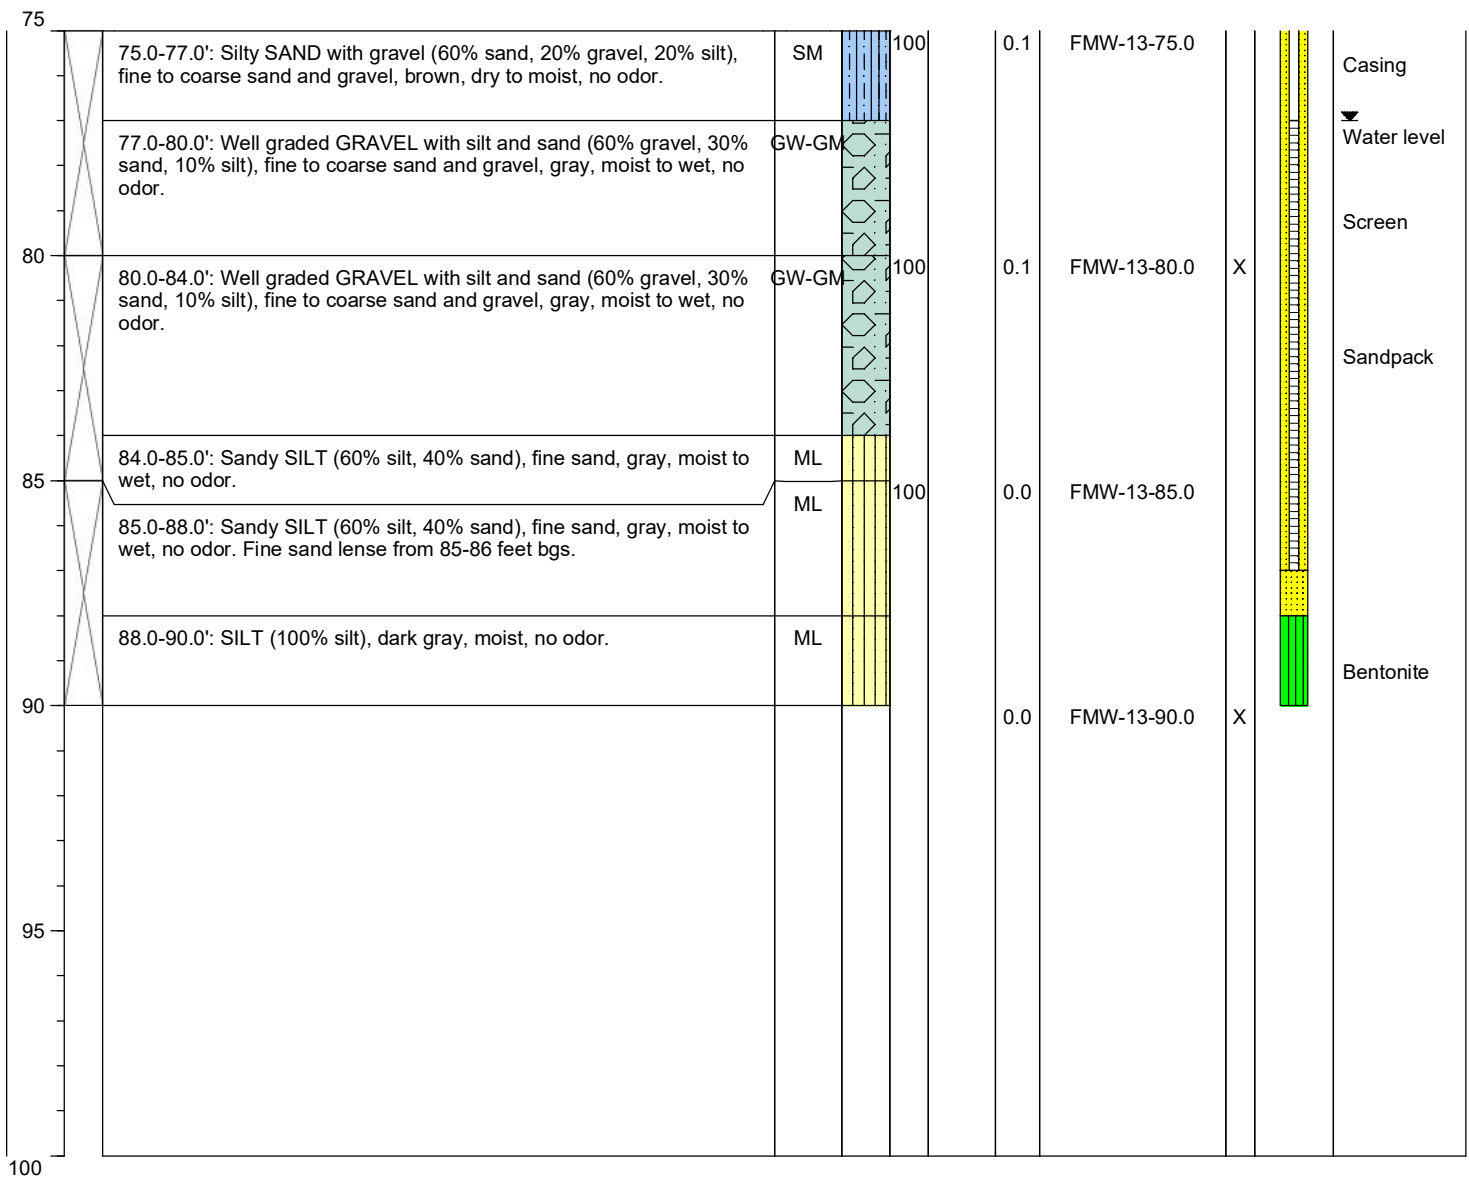 75
75.0-77.0': Silty SAND with gravel (60% sand, 20% gravel, 20% silt),
fine to coarse sand and gravel, brown, dry to moist, no odor.
SM
100
0.1
FMW-13-75.0
Casing
Water level
77.0-80.0': Well graded GRAVEL with silt and sand (60% gravel, 30%
sand, 10% silt), fine to coarse sand and gravel, gray, moist to wet, no
odor.
GW-GM
Screen
80
80.0-84.0': Well graded GRAVEL with silt and sand (60% gravel, 30%
sand, 10% silt), fine to coarse sand and gravel, gray, moist to wet, no
odor.
GW-GM
100
0.1
FMW-13-80.0
X
Sandpack
84.0-85.0': Sandy SILT (60% silt, 40% sand), fine sand, gray, moist to
wet, no odor.
ML
85
85.0-88.0': Sandy SILT (60% silt, 40% sand), fine sand, gray, moist to
wet, no odor. Fine sand lense from 85-86 feet bgs.
ML
100
0.0
FMW-13-85.0
88.0-90.0': SILT (100% silt), dark gray, moist, no odor.
ML
Bentonite
90
0.0
FMW-13-90.0
X
95
100